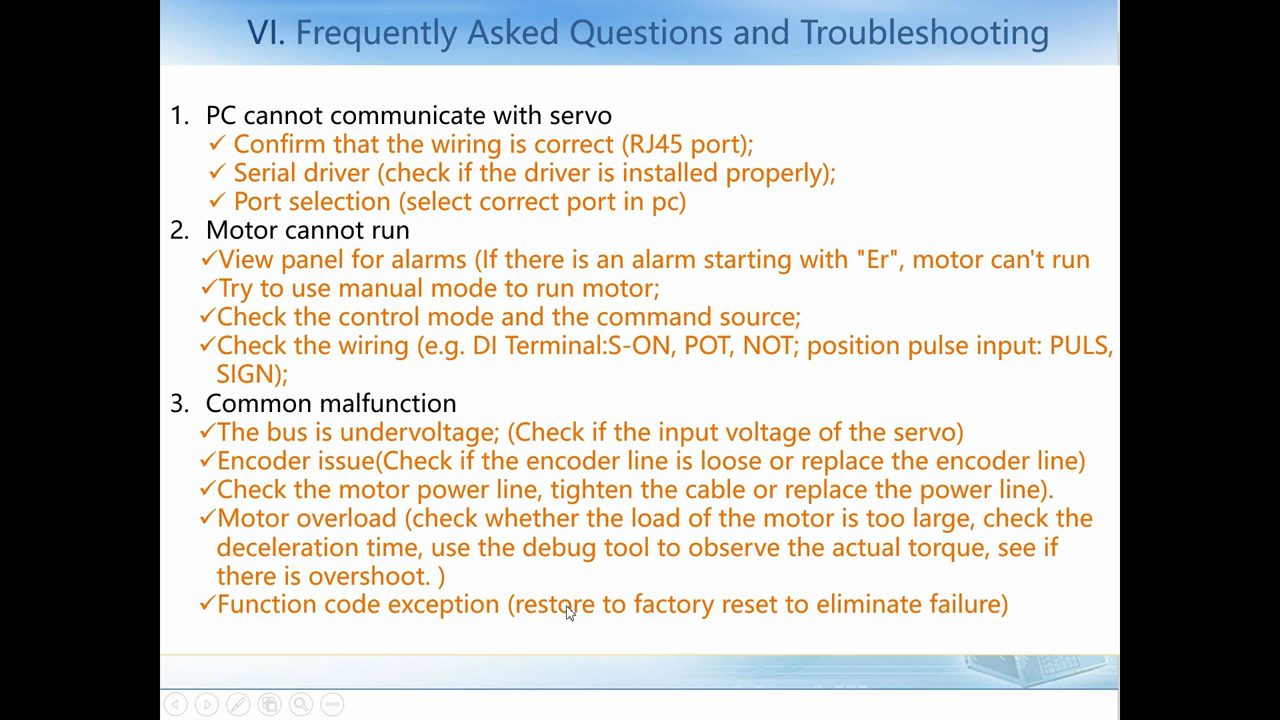 VI. Frequently Asked Questions and Troubleshooting
1. PC cannot communicate with servo
✓ Confirm that the wiring is correct (RJ45 port);
✓ Serial driver (check if the driver is installed properly);
✓ Port selection (select correct port in pc)
2. Motor cannot run
✓View panel for alarms (If there is an alarm starting with "Er", motor can't run
✓Try to use manual mode to run motor;
✓Check the control mode and the command source;
✓Check the wiring (e.g. DI Terminal:S-ON, POT, NOT; position pulse input: PULS,
SIGN);
3. Common malfunction
✓The bus is undervoltage; (Check if the input voltage of the servo)
✓Encoder issue(Check if the encoder line is loose or replace the encoder line)
✓Check the motor power line, tighten the cable or replace the power line).
✓Motor overload (check whether the load of the motor is too large, check the
deceleration time, use the debug tool to observe the actual torque, see if
there is overshoot. )
✓Function code exception (restore to factory reset to eliminate failure)